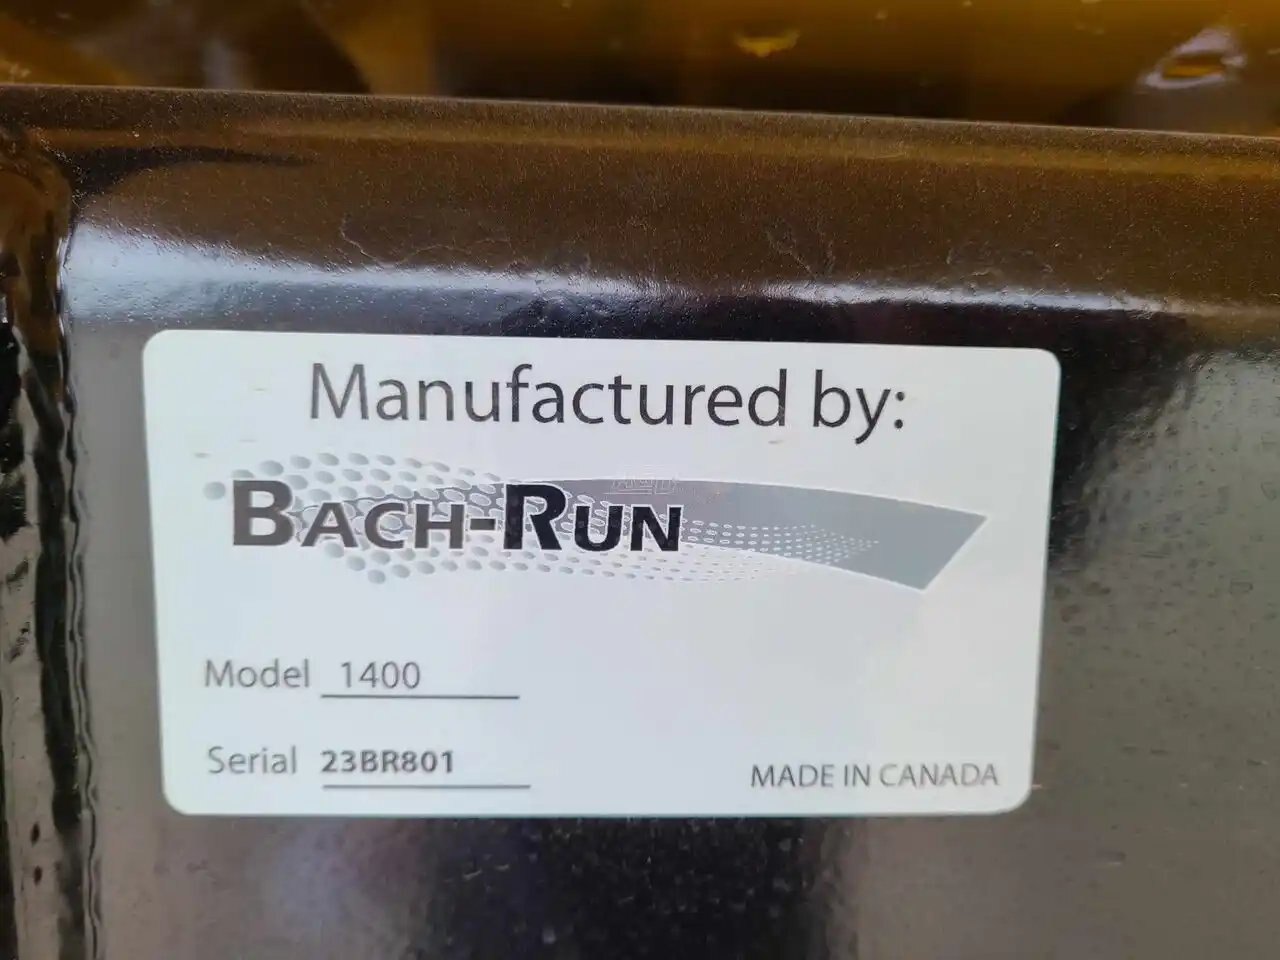 Manufactured by:
BACH-RUN
Model 1400
Serial 23BR801
MADE IN CANADA